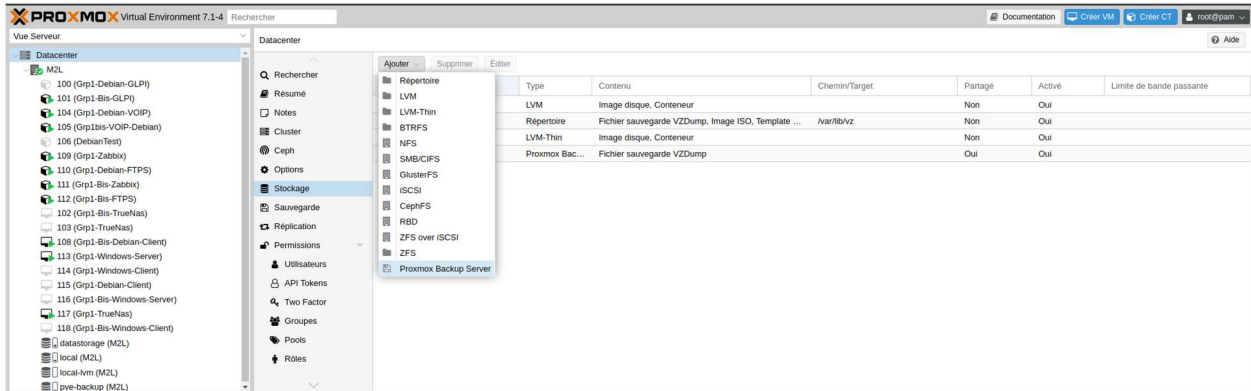 PROXMOX Virtual Environment 7.1-4 Rechercher Documentation Créer VM Créer CT root@pam
Vue Serveur
Datacenter
M2L
100 (Grp1-Debian-GLPI)
101 (Grp1-Bis-GLPI)
104 (Grp1-Debian-VOIP)
105 (Grp1bis-VOIP-Debian)
106 (DebianTest)
109 (Grp1-Zabbix)
110 (Grp1-Debian-FTPS)
111 (Grp1-Bis-Zabbix)
112 (Grp1-Bis-FTPS)
102 (Grp1-Bis-TrueNas)
103 (Grp1-TrueNas)
108 (Grp1-Bis-Debian-Client)
113 (Grp1-Windows-Server)
114 (Grp1-Windows-Client)
115 (Grp1-Debian-Client)
116 (Grp1-Bis-Windows-Server)
117 (Grp1-TrueNas)
118 (Grp1-Bis-Windows-Client)
datastorage (M2L)
local (M2L)
local-lvm (M2L)
pve-backup (M2L)
Datacenter Aide
Rechercher
Résumé
Notes
Cluster
Ceph
Options
Stockage
Sauvegarde
Réplication
Permissions
Utilisateurs
API Tokens
Two Factor
Groupes
Pools
Rôles
Ajouter Supprimer Éditer
Répertoire
LVM
LVM-Thin
BTRFS
NFS
SMB/CIFS
GlusterFS
iSCSI
CephFS
RBD
ZFS over iSCSI
ZFS
Proxmox Backup Server
Type Contenu Chemin/Target Partagé Activé Limite de bande passante
LVM Image disque, Conteneur Non Oui
Répertoire Fichier sauvegarde VZDump, Image ISO, Template ... /var/lib/vz Non Oui
LVM-Thin Image disque, Conteneur Non Oui
Proxmox Bac... Fichier sauvegarde VZDump Oui Oui